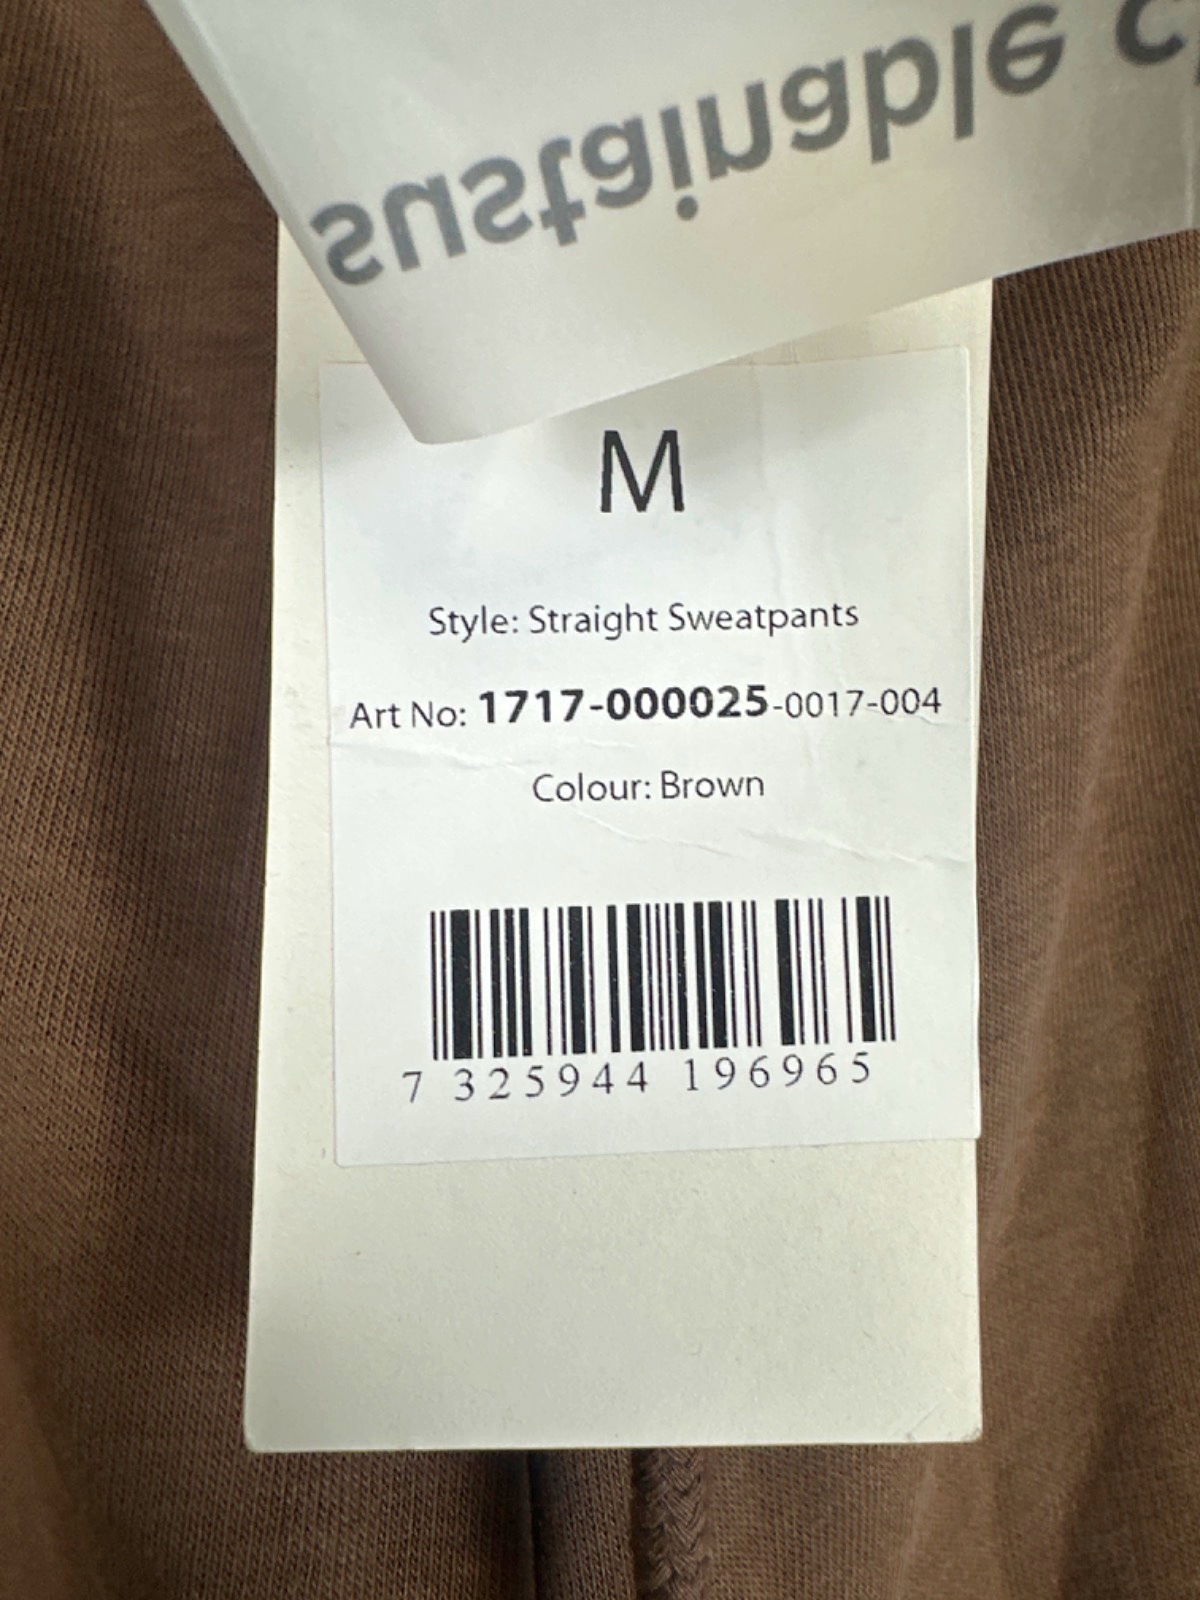 sustainable
M
Style: Straight Sweatpants
Art No: 1717-000025-0017-004
Colour: Brown
7 325944 196965